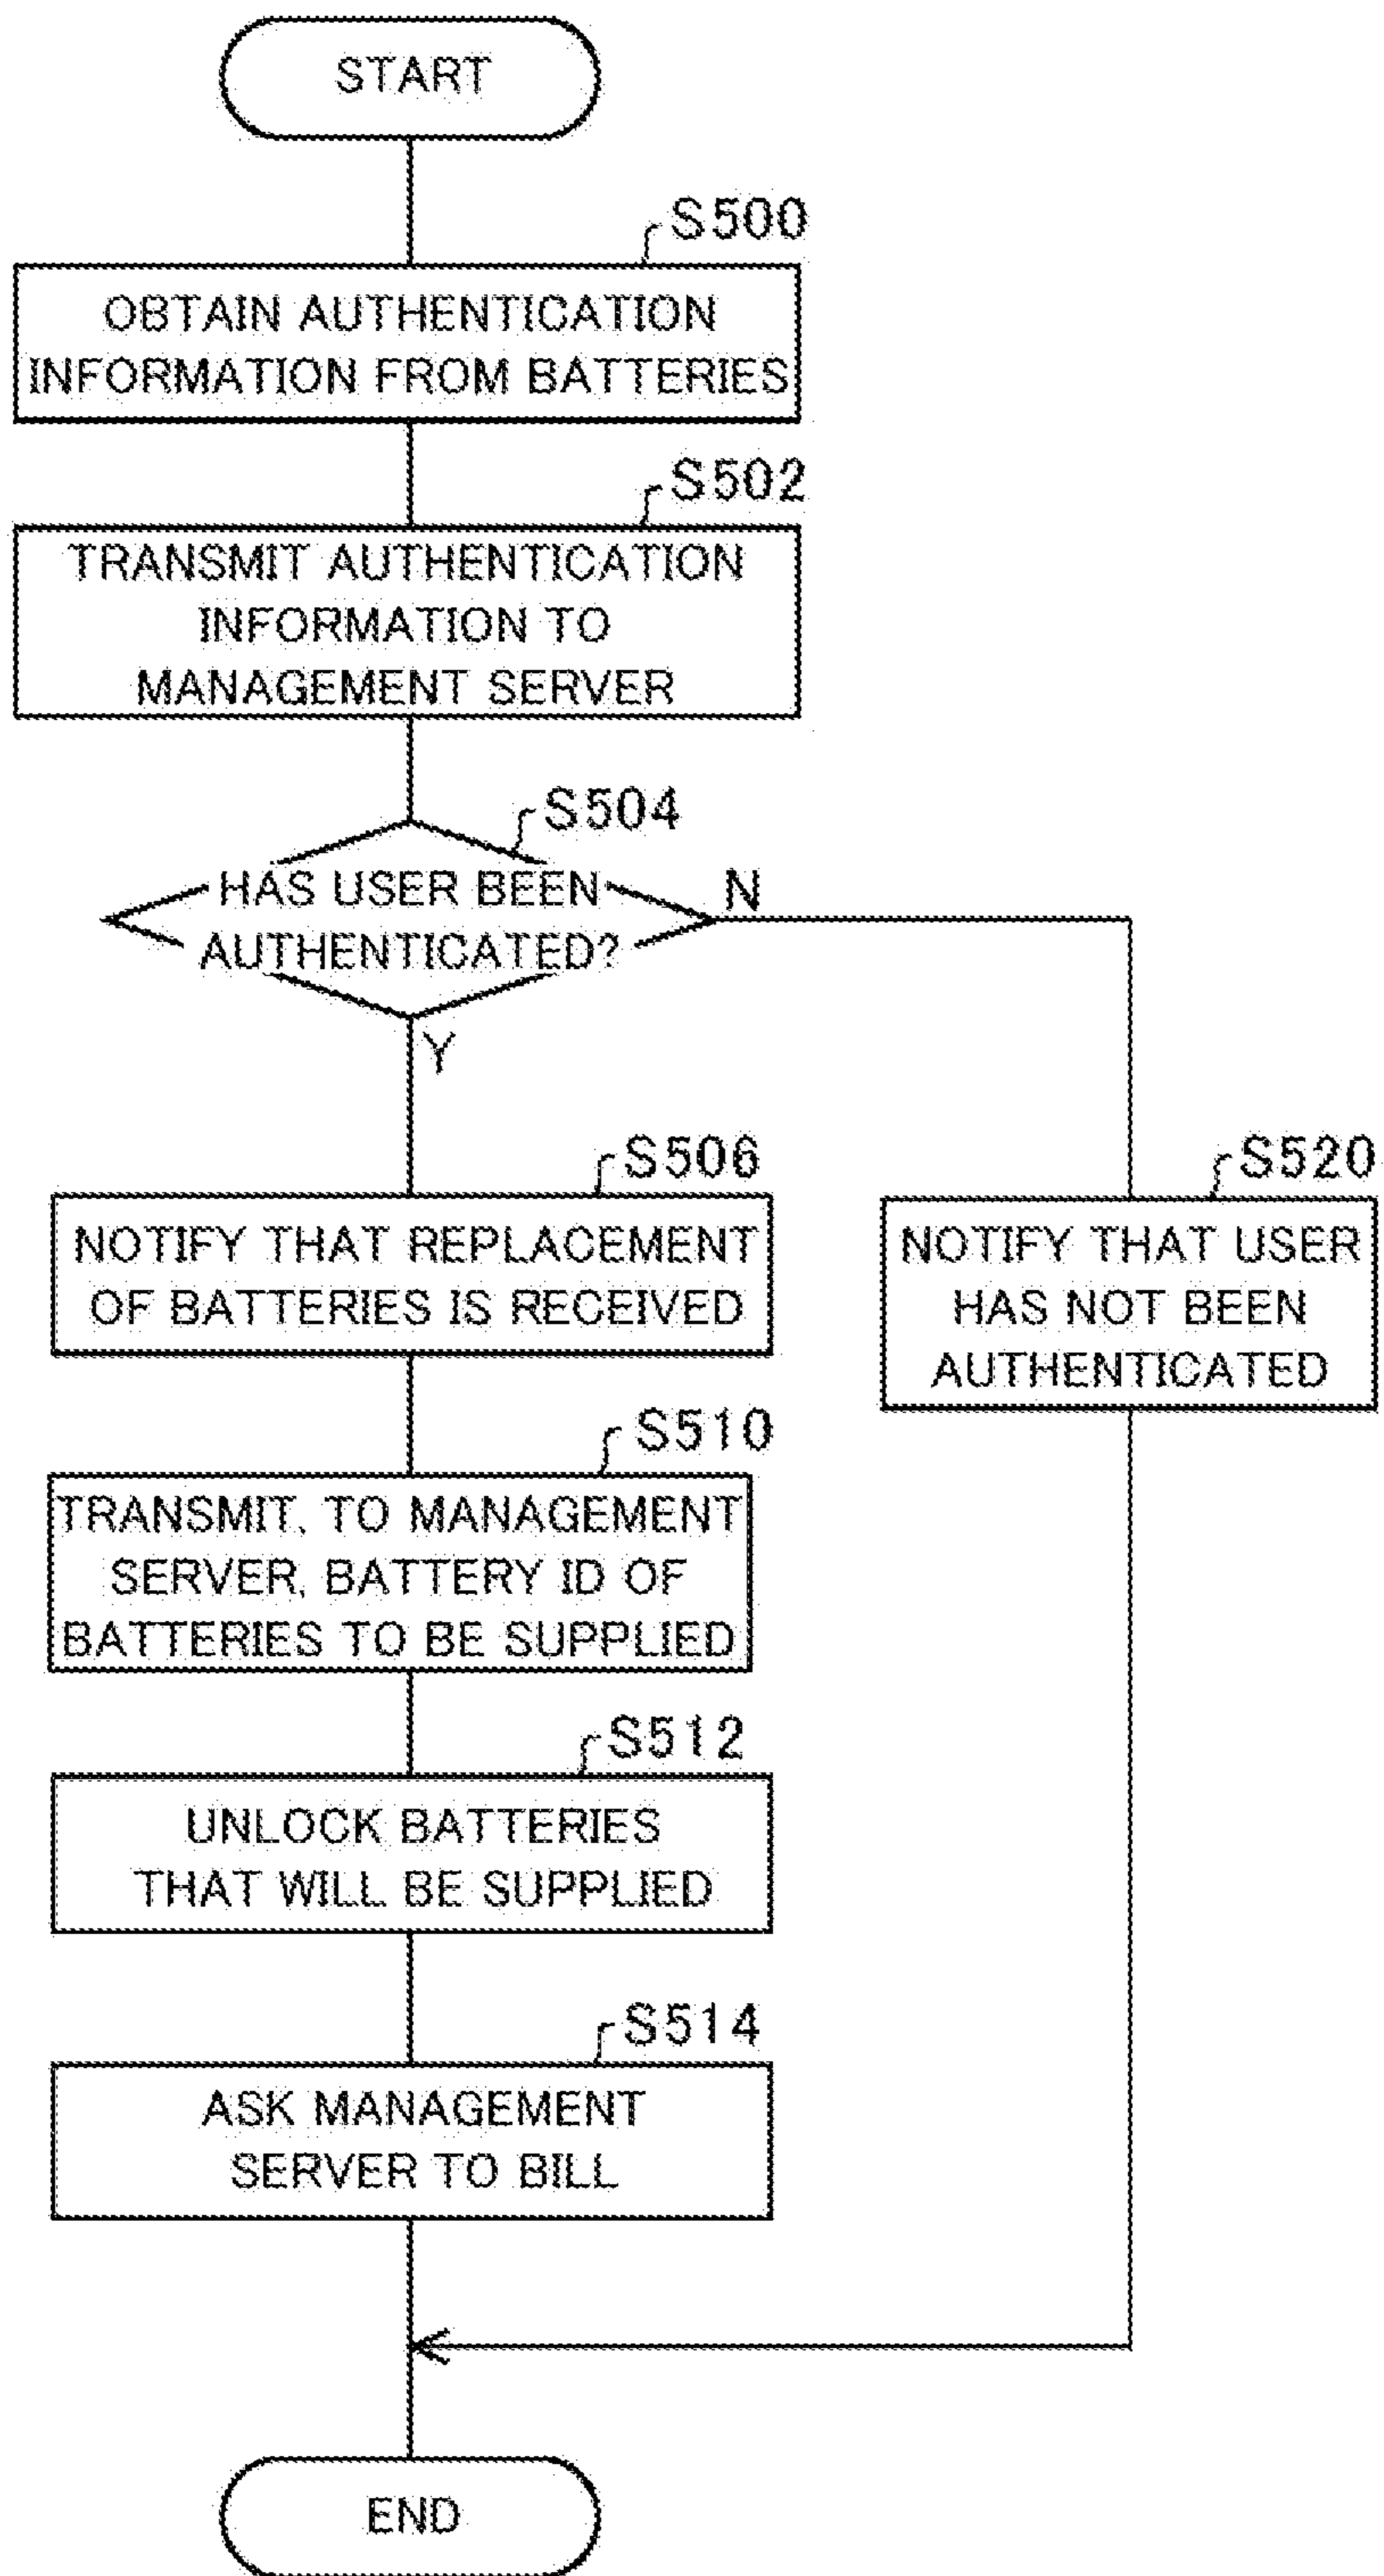 START
S500
OBTAIN AUTHENTICATION
INFORMATION FROM BATTERIES
S502
TRANSMIT AUTHENTICATION
INFORMATION TO
MANAGEMENT SERVER
S504
HAS USER BEEN
AUTHENTICATED?
N
Y
S506
NOTIFY THAT REPLACEMENT
OF BATTERIES IS RECEIVED
S520
NOTIFY THAT USER
HAS NOT BEEN
AUTHENTICATED
S510
TRANSMIT, TO MANAGEMENT
SERVER, BATTERY ID OF
BATTERIES TO BE SUPPLIED
S512
UNLOCK BATTERIES
THAT WILL BE SUPPLIED
S514
ASK MANAGEMENT
SERVER TO BILL
END